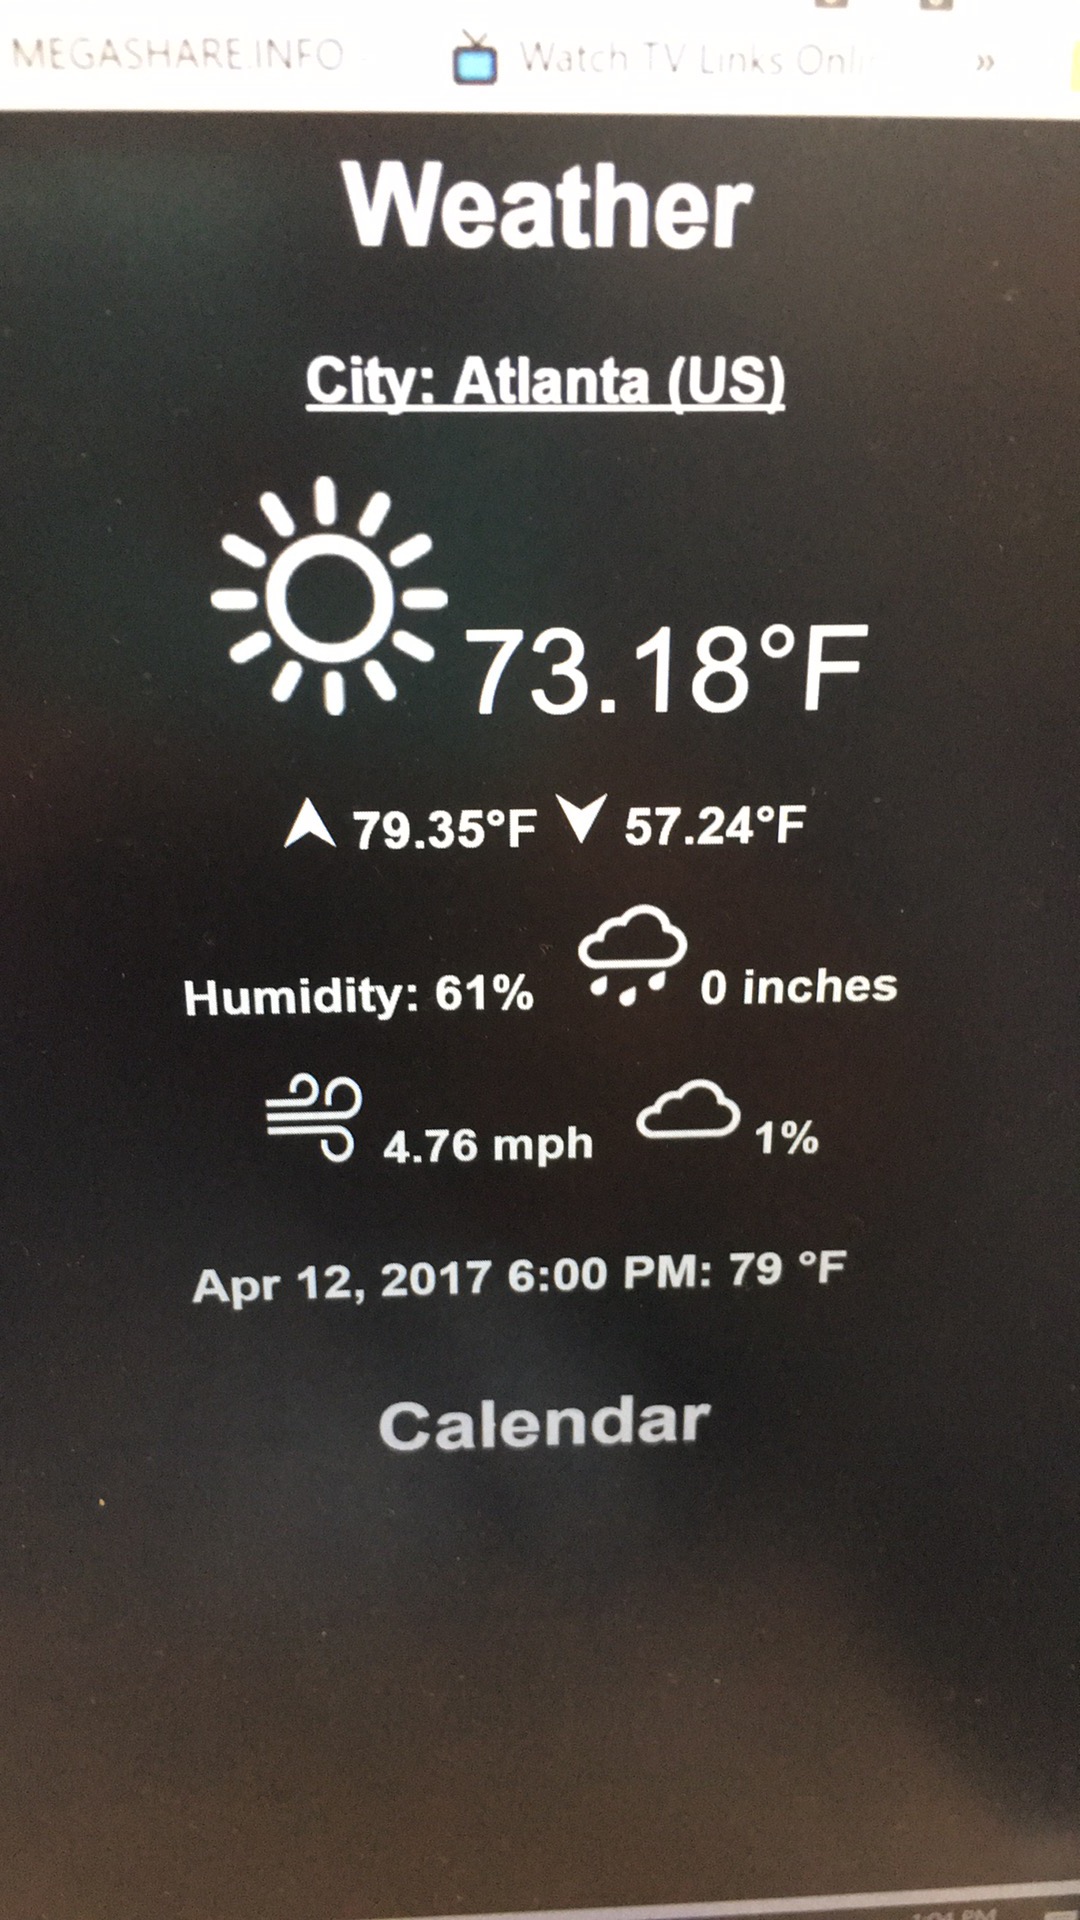 MEGASHARE.INFO Watch TV Links Onli »
Weather
City: Atlanta (US)
73.18°F
79.35°F 57.24°F
Humidity: 61% 0 inches
4.76 mph 1%
Apr 12, 2017 6:00 PM: 79 °F
Calendar